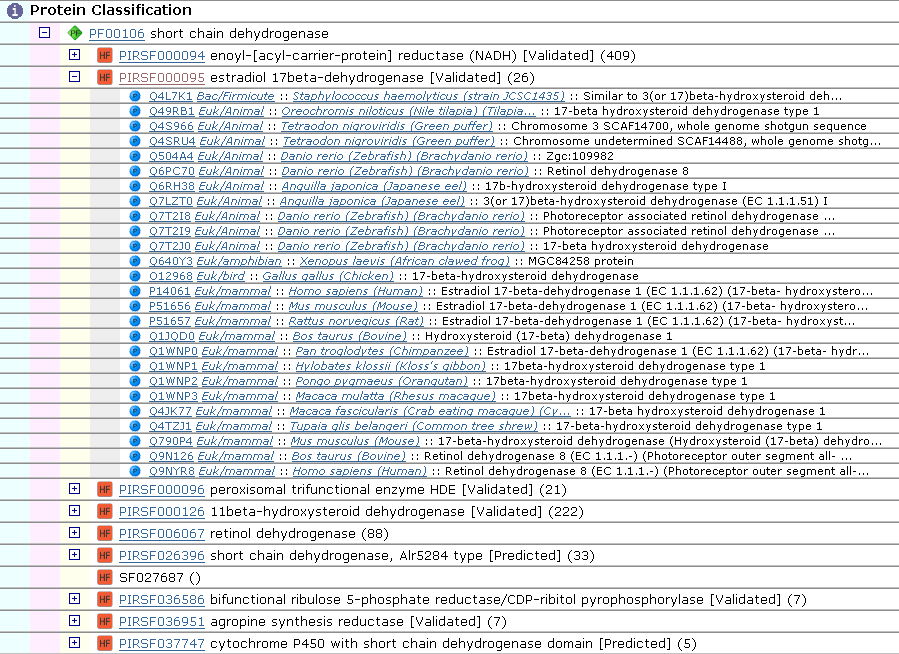 Protein Classification
PF00106 short chain dehydrogenase
HF PIRSF000094 enoyl-[acyl-carrier-protein] reductase (NADH) [Validated] (409)
HF PIRSF000095 estradiol 17beta-dehydrogenase [Validated] (26)
Q4L7K1 Bac/Firmicute :: Staphylococcus haemolyticus (strain JCSC1435) :: Similar to 3(or 17)beta-hydroxysteroid deh...
Q49RB1 Euk/Animal :: Oreochromis niloticus (Nile tilapia) (Tilapia... :: 17-beta hydroxysteroid dehydrogenase type 1
Q4S966 Euk/Animal :: Tetraodon nigroviridis (Green puffer) :: Chromosome 3 SCAF14700, whole genome shotgun sequence
Q4SRU4 Euk/Animal :: Tetraodon nigroviridis (Green puffer) :: Chromosome undetermined SCAF14488, whole genome shotg...
Q504A4 Euk/Animal :: Danio rerio (Zebrafish) (Brachydanio rerio) :: Zgc:109982
Q6PC70 Euk/Animal :: Danio rerio (Zebrafish) (Brachydanio rerio) :: Retinol dehydrogenase 8
Q6RH38 Euk/Animal :: Anguilla japonica (Japanese eel) :: 17b-hydroxysteroid dehydrogenase type I
Q7LZT0 Euk/Animal :: Anguilla japonica (Japanese eel) :: 3(or 17)beta-hydroxysteroid dehydrogenase (EC 1.1.1.51) I
Q7T2I8 Euk/Animal :: Danio rerio (Zebrafish) (Brachydanio rerio) :: Photoreceptor associated retinol dehydrogenase ...
Q7T2I9 Euk/Animal :: Danio rerio (Zebrafish) (Brachydanio rerio) :: Photoreceptor associated retinol dehydrogenase ...
Q7T2J0 Euk/Animal :: Danio rerio (Zebrafish) (Brachydanio rerio) :: 17-beta hydroxysteroid dehydrogenase
Q640Y3 Euk/amphibian :: Xenopus laevis (African clawed frog) :: MGC84258 protein
O12968 Euk/bird :: Gallus gallus (Chicken) :: 17-beta-hydroxysteroid dehydrogenase
P14061 Euk/mammal :: Homo sapiens (Human) :: Estradiol 17-beta-dehydrogenase 1 (EC 1.1.1.62) (17-beta- hydroxystero...
P51656 Euk/mammal :: Mus musculus (Mouse) :: Estradiol 17-beta-dehydrogenase 1 (EC 1.1.1.62) (17-beta- hydroxystero...
P51657 Euk/mammal :: Rattus norvegicus (Rat) :: Estradiol 17-beta-dehydrogenase 1 (EC 1.1.1.62) (17-beta- hydroxyst...
Q1JQD0 Euk/mammal :: Bos taurus (Bovine) :: Hydroxysteroid (17-beta) dehydrogenase 1
Q1WNP0 Euk/mammal :: Pan troglodytes (Chimpanzee) :: Estradiol 17-beta-dehydrogenase 1 (EC 1.1.1.62) (17-beta- hydr...
Q1WNP1 Euk/mammal :: Hylobates klossii (Kloss's gibbon) :: 17beta-hydroxysteroid dehydrogenase type 1
Q1WNP2 Euk/mammal :: Pongo pygmaeus (Orangutan) :: 17beta-hydroxysteroid dehydrogenase type 1
Q1WNP3 Euk/mammal :: Macaca mulatta (Rhesus macaque) :: 17beta-hydroxysteroid dehydrogenase type 1
Q4JK77 Euk/mammal :: Macaca fascicularis (Crab eating macaque) (Cy... :: 17-beta hydroxysteroid dehydrogenase 1
Q4TZJ1 Euk/mammal :: Tupaia glis belangeri (Common tree shrew) :: 17-beta-hydroxysteroid dehydrogenase type 1
Q790P4 Euk/mammal :: Mus musculus (Mouse) :: 17-beta-hydroxysteroid dehydrogenase (Hydroxysteroid (17-beta) dehydro...
Q9N126 Euk/mammal :: Bos taurus (Bovine) :: Retinol dehydrogenase 8 (EC 1.1.1.-) (Photoreceptor outer segment all- ...
Q9NYR8 Euk/mammal :: Homo sapiens (Human) :: Retinol dehydrogenase 8 (EC 1.1.1.-) (Photoreceptor outer segment all-...
HF PIRSF000096 peroxisomal trifunctional enzyme HDE [Validated] (21)
HF PIRSF000126 11beta-hydroxysteroid dehydrogenase [Validated] (222)
HF PIRSF006067 retinol dehydrogenase (88)
HF PIRSF026396 short chain dehydrogenase, Alr5284 type [Predicted] (33)
HF SF027687 ()
HF PIRSF036586 bifunctional ribulose 5-phosphate reductase/CDP-ribitol pyrophosphorylase [Validated] (7)
HF PIRSF036951 agropine synthesis reductase [Validated] (7)
HF PIRSF037747 cytochrome P450 with short chain dehydrogenase domain [Predicted] (5)